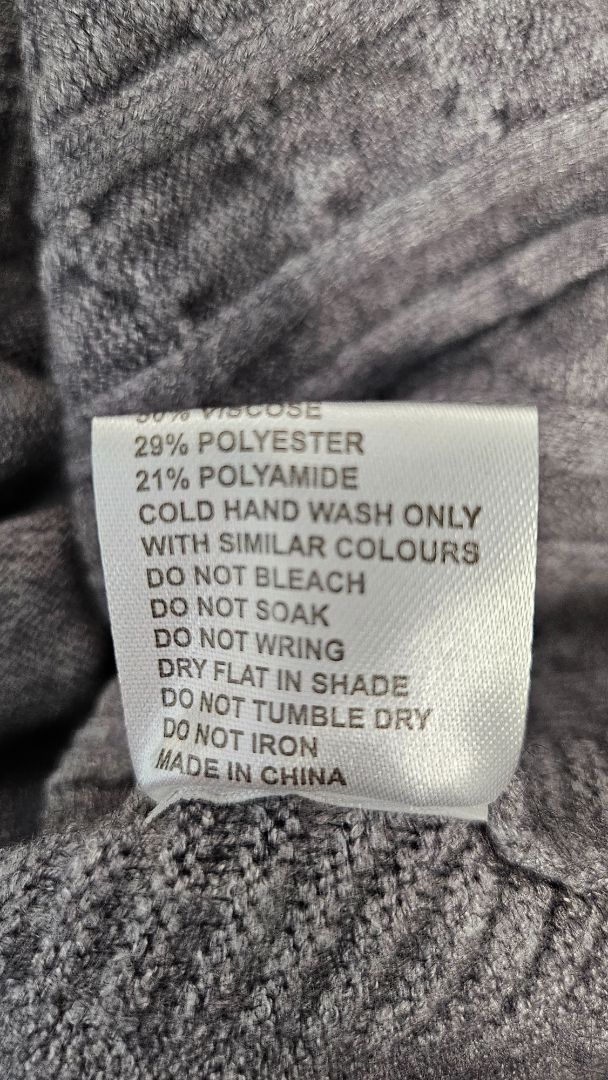 50% VISCOSE
29% POLYESTER
21% POLYAMIDE
COLD HAND WASH ONLY
WITH SIMILAR COLOURS
DO NOT BLEACH
DO NOT SOAK
DO NOT WRING
DRY FLAT IN SHADE
DO NOT TUMBLE DRY
DO NOT IRON
MADE IN CHINA